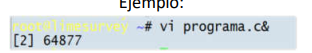 Ejemplo:
root@limesurvey ~# vi programa.c&
[2] 64877